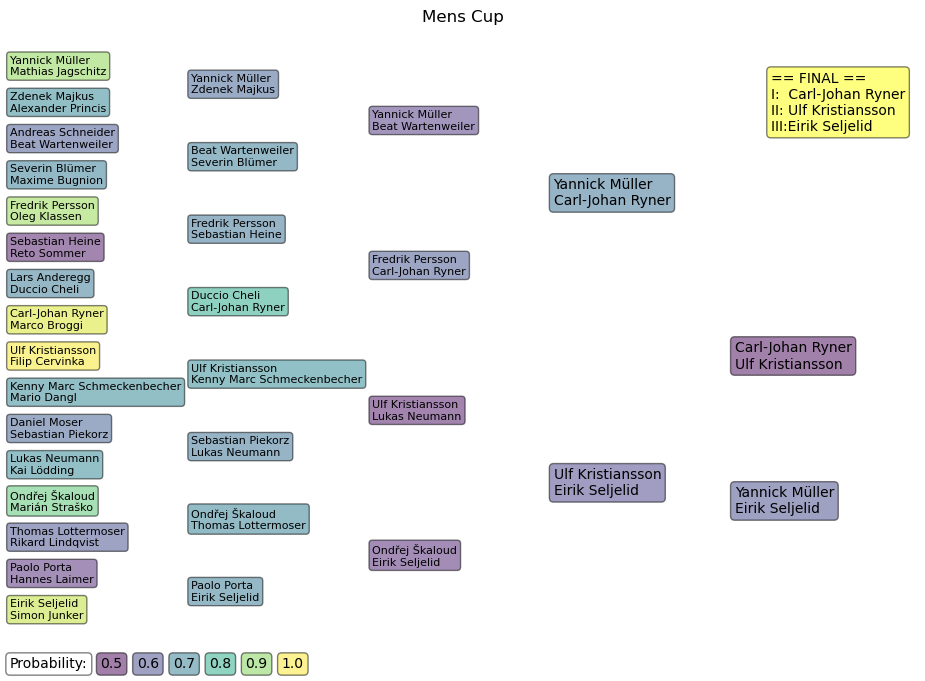 Mens Cup
Yannick Müller
Mathias Jagschitz
Zdenek Majkus
Alexander Princis
Andreas Schneider
Beat Wartenweiler
Severin Blümer
Maxime Bugnion
Fredrik Persson
Oleg Klassen
Sebastian Heine
Reto Sommer
Lars Anderegg
Duccio Cheli
Carl-Johan Ryner
Marco Broggi
Ulf Kristiansson
Filip Cervinka
Kenny Marc Schmeckenbecher
Mario Dangl
Daniel Moser
Sebastian Piekorz
Lukas Neumann
Kai Lödding
Ondřej Škaloud
Marián Straško
Thomas Lottermoser
Rikard Lindqvist
Paolo Porta
Hannes Laimer
Eirik Seljelid
Simon Junker
Yannick Müller
Zdenek Majkus
Beat Wartenweiler
Severin Blümer
Fredrik Persson
Sebastian Heine
Duccio Cheli
Carl-Johan Ryner
Ulf Kristiansson
Kenny Marc Schmeckenbecher
Sebastian Piekorz
Lukas Neumann
Ondřej Škaloud
Thomas Lottermoser
Paolo Porta
Eirik Seljelid
Yannick Müller
Beat Wartenweiler
Fredrik Persson
Carl-Johan Ryner
Ulf Kristiansson
Lukas Neumann
Ondřej Škaloud
Eirik Seljelid
Yannick Müller
Carl-Johan Ryner
Ulf Kristiansson
Eirik Seljelid
Carl-Johan Ryner
Ulf Kristiansson
Yannick Müller
Eirik Seljelid
== FINAL ==
I:  Carl-Johan Ryner
II: Ulf Kristiansson
III:Eirik Seljelid
Probability: 0.5 0.6 0.7 0.8 0.9 1.0